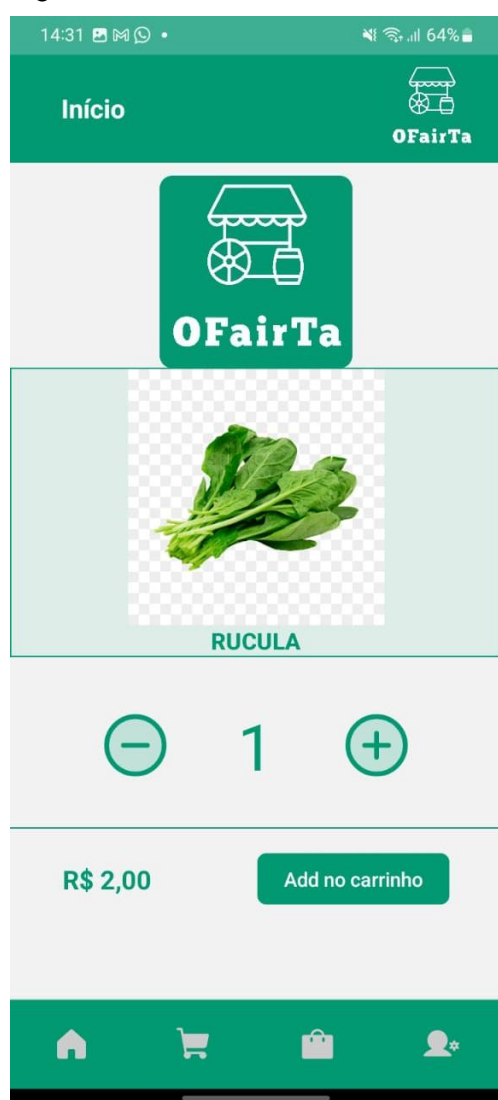 14:31
64%
Início
OFairTa
OFairTa
RUCULA
1
R$ 2,00
Add no carrinho